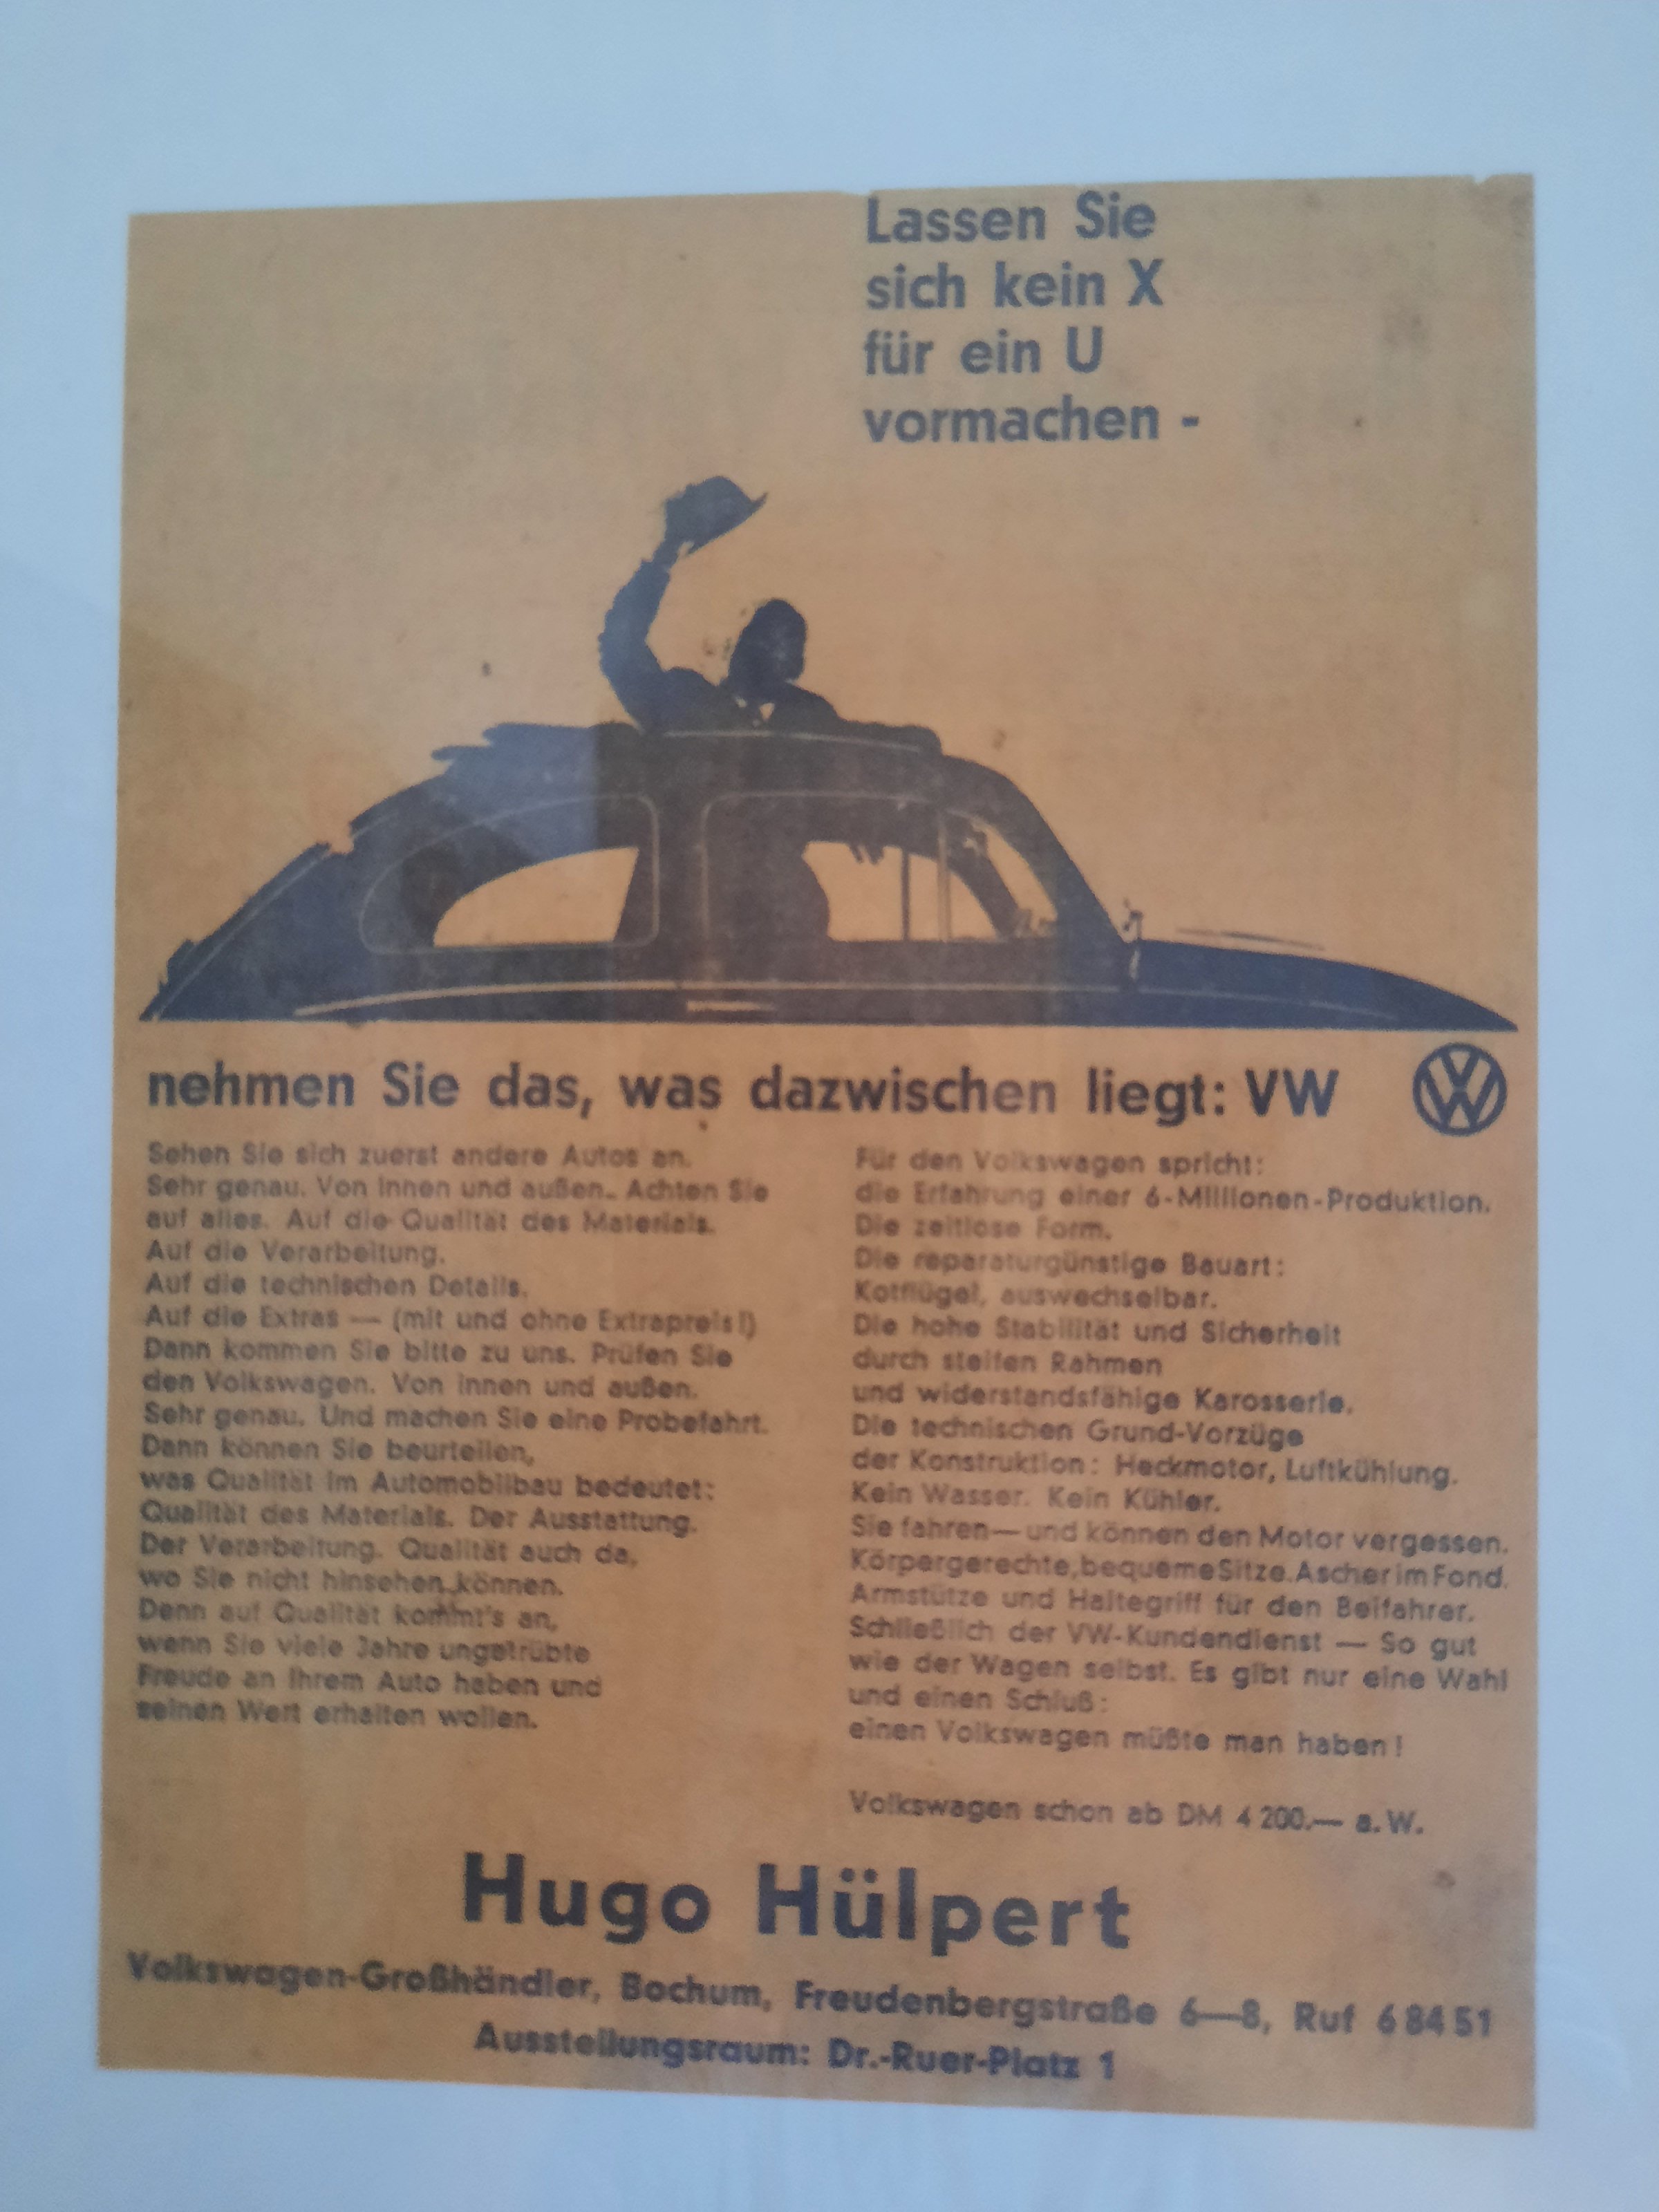 Lassen Sie
sich kein X
für ein U
vormachen -
nehmen Sie das, was dazwischen liegt: VW
Sehen Sie sich zuerst andere Autos an.
Sehr genau. Von innen und außen. Achten Sie
auf alles. Auf die Qualität des Materials.
Auf die Verarbeitung.
Auf die technischen Details.
Auf die Extras — (mit und ohne Extrapreis!)
Dann kommen Sie bitte zu uns. Prüfen Sie
den Volkswagen. Von innen und außen.
Sehr genau. Und machen Sie eine Probefahrt.
Dann können Sie beurteilen,
was Qualität im Automobilbau bedeutet:
Qualität des Materials. Der Ausstattung.
Der Verarbeitung. Qualität auch da,
wo Sie nicht hinsehen können.
Denn auf Qualität kommt's an,
wenn Sie viele Jahre ungetrübte
Freude an Ihrem Auto haben und
seinen Wert erhalten wollen.
Für den Volkswagen spricht:
die Erfahrung einer 6-Millionen-Produktion.
Die zeitlose Form.
Die reparaturgünstige Bauart:
Kotflügel, auswechselbar.
Die hohe Stabilität und Sicherheit
durch steifen Rahmen
und widerstandsfähige Karosserie.
Die technischen Grund-Vorzüge
der Konstruktion: Heckmotor, Luftkühlung.
Kein Wasser. Kein Kühler.
Sie fahren — und können den Motor vergessen.
Körpergerechte, bequeme Sitze. Ascher im Fond.
Armstütze und Haltegriff für den Beifahrer.
Schließlich der VW-Kundendienst — So gut
wie der Wagen selbst. Es gibt nur eine Wahl
und einen Schluß:
einen Volkswagen müßte man haben!
Volkswagen schon ab DM 4 200.— a. W.
Hugo Hülpert
Volkswagen-Großhändler, Bochum, Freudenbergstraße 6—8, Ruf 6 84 51
Ausstellungsraum: Dr.-Ruer-Platz 1